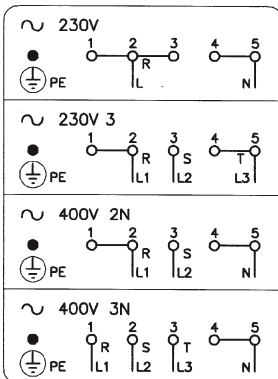 ∿ 230V
1 2 3 4 5
R
PE L N
∿ 230V 3
1 2 3 4 5
R S T
PE L1 L2 L3
∿ 400V 2N
1 2 3 4 5
R S
PE L1 L2 N
∿ 400V 3N
1 2 3 4 5
R S T
PE L1 L2 L3 N